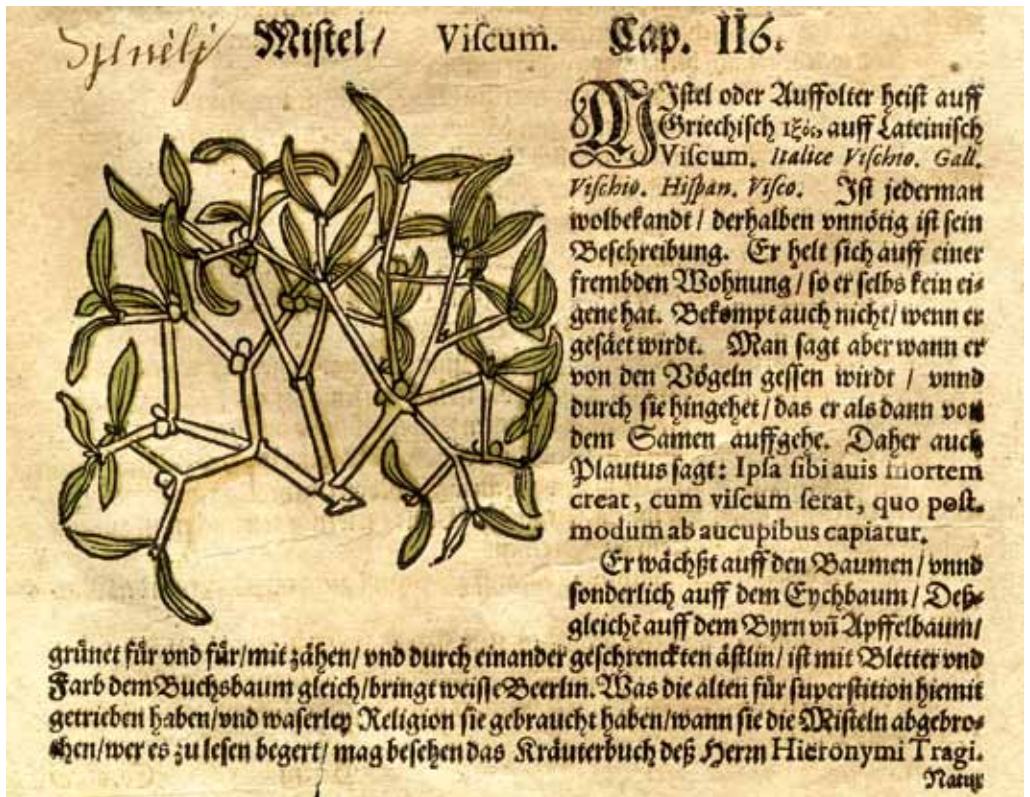 Mistel/ Viscum. Cap. 116.
MIstel oder Auffolter heist auff
Griechisch ἰξός, auff Lateinisch
Viscum. Italice Vischio. Gall.
Vischio. Hispan. Visco. Ist jederman
wolbekandt / derhalben vnnötig ist sein
Beschreibung. Er helt sich auff einer
frembden Wohnung / so er selbs kein ei-
gene hat. Bekompt auch nicht/ wenn er
gesäet wirdt. Man sagt aber wann er
von den Vögeln gessen wirdt / vnnd
durch sie hingehet / das er als dann von
dem Samen auffgehe. Daher auch
Plautus sagt: Ipsa sibi auis mortem
creat, cum viscum serat, quo post-
modum ab aucupibus capiatur.
Er wächßt auff den Baumen / vnnd
sonderlich auff dem Eychbaum / Deß-
gleichẽ auff dem Byrn vñ Apffelbaum/
grünet für vnd für/mit zähen/ vnd durch einander geschrenckten ästlin/ ist mit Bletter vnd
Farb dem Buchsbaum gleich/bringt weisse Beerlin. Was die alten für superstition hiemit
getrieben haben/vnd waserley Religion sie gebraucht haben/wann sie die Misteln abgebro-
chen/wer es zu lesen begert/ mag besehen das Kräuterbuch deß Herrn Hieronymi Tragi.
Natur